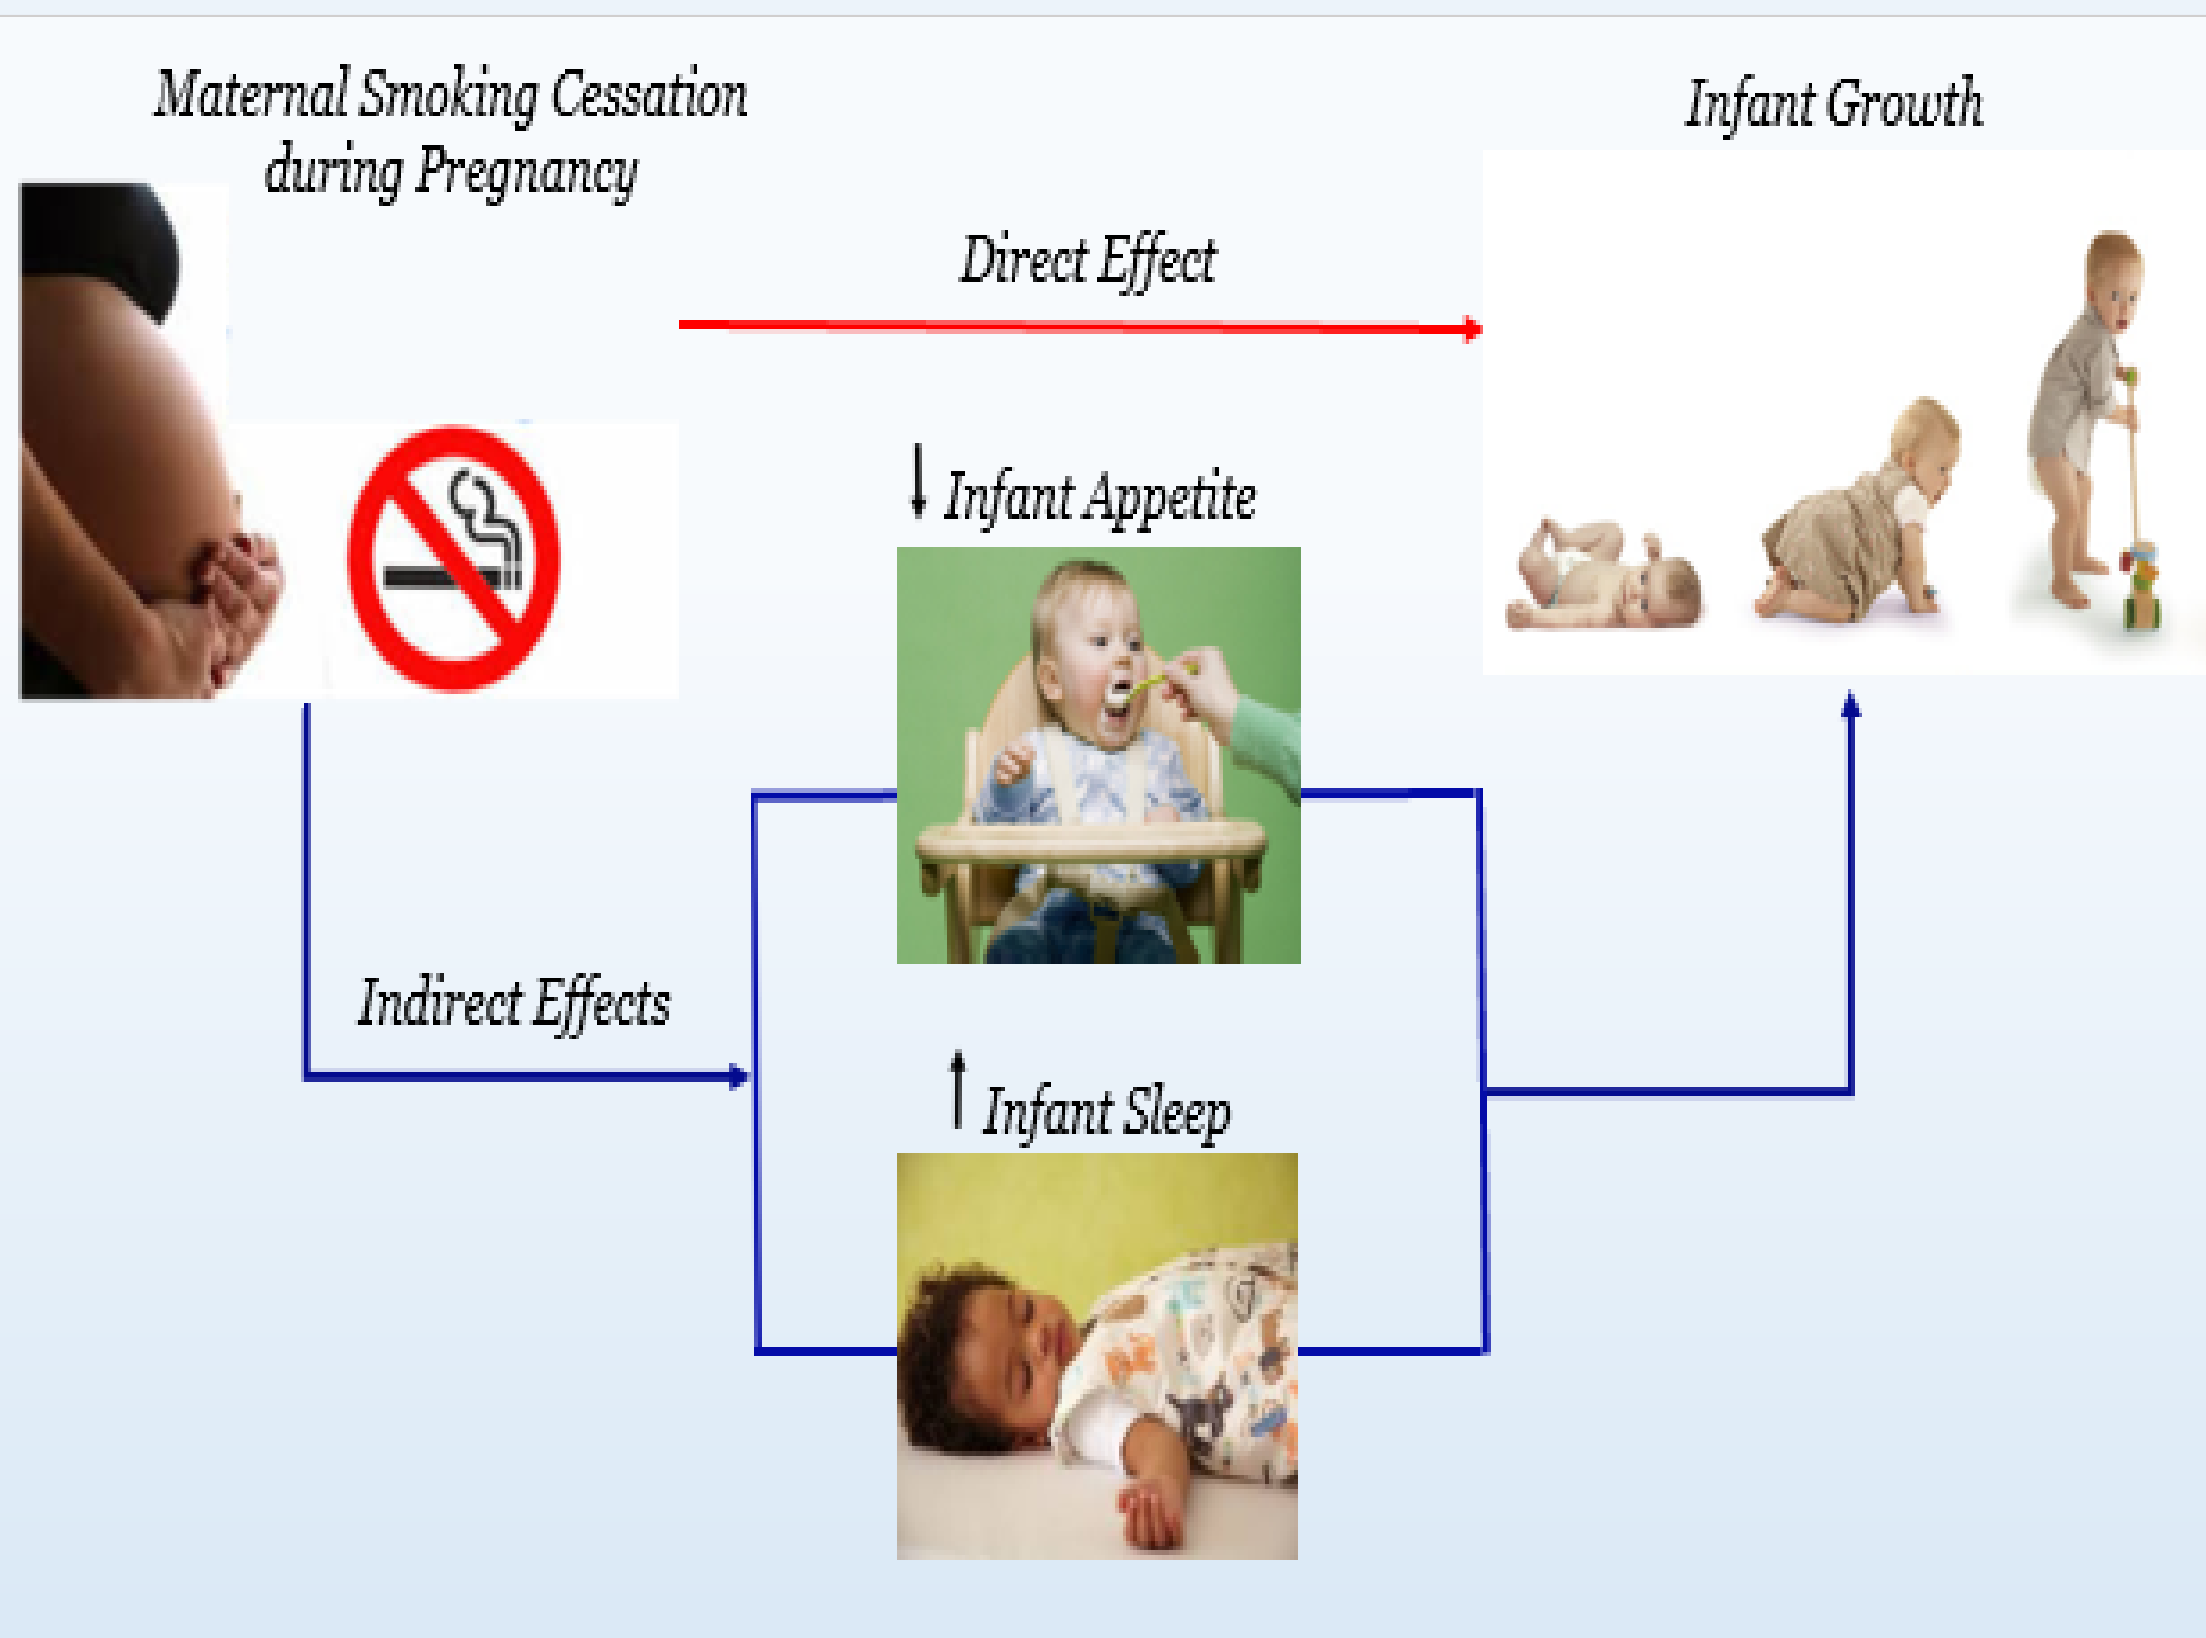 Maternal Smoking Cessation
during Pregnancy
Infant Growth
Direct Effect
↓ Infant Appetite
Indirect Effects
↑ Infant Sleep